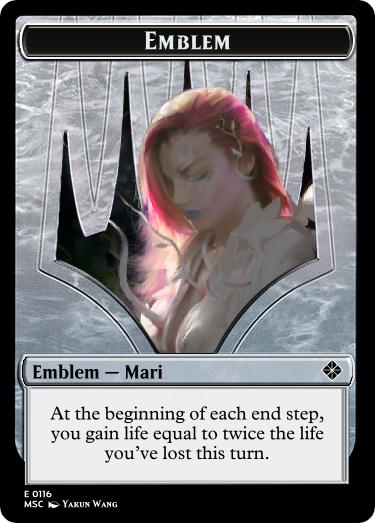 EMBLEM
Emblem — Mari
At the beginning of each end step,
you gain life equal to twice the life
you've lost this turn.
E 0116
MSC YAKUN WANG